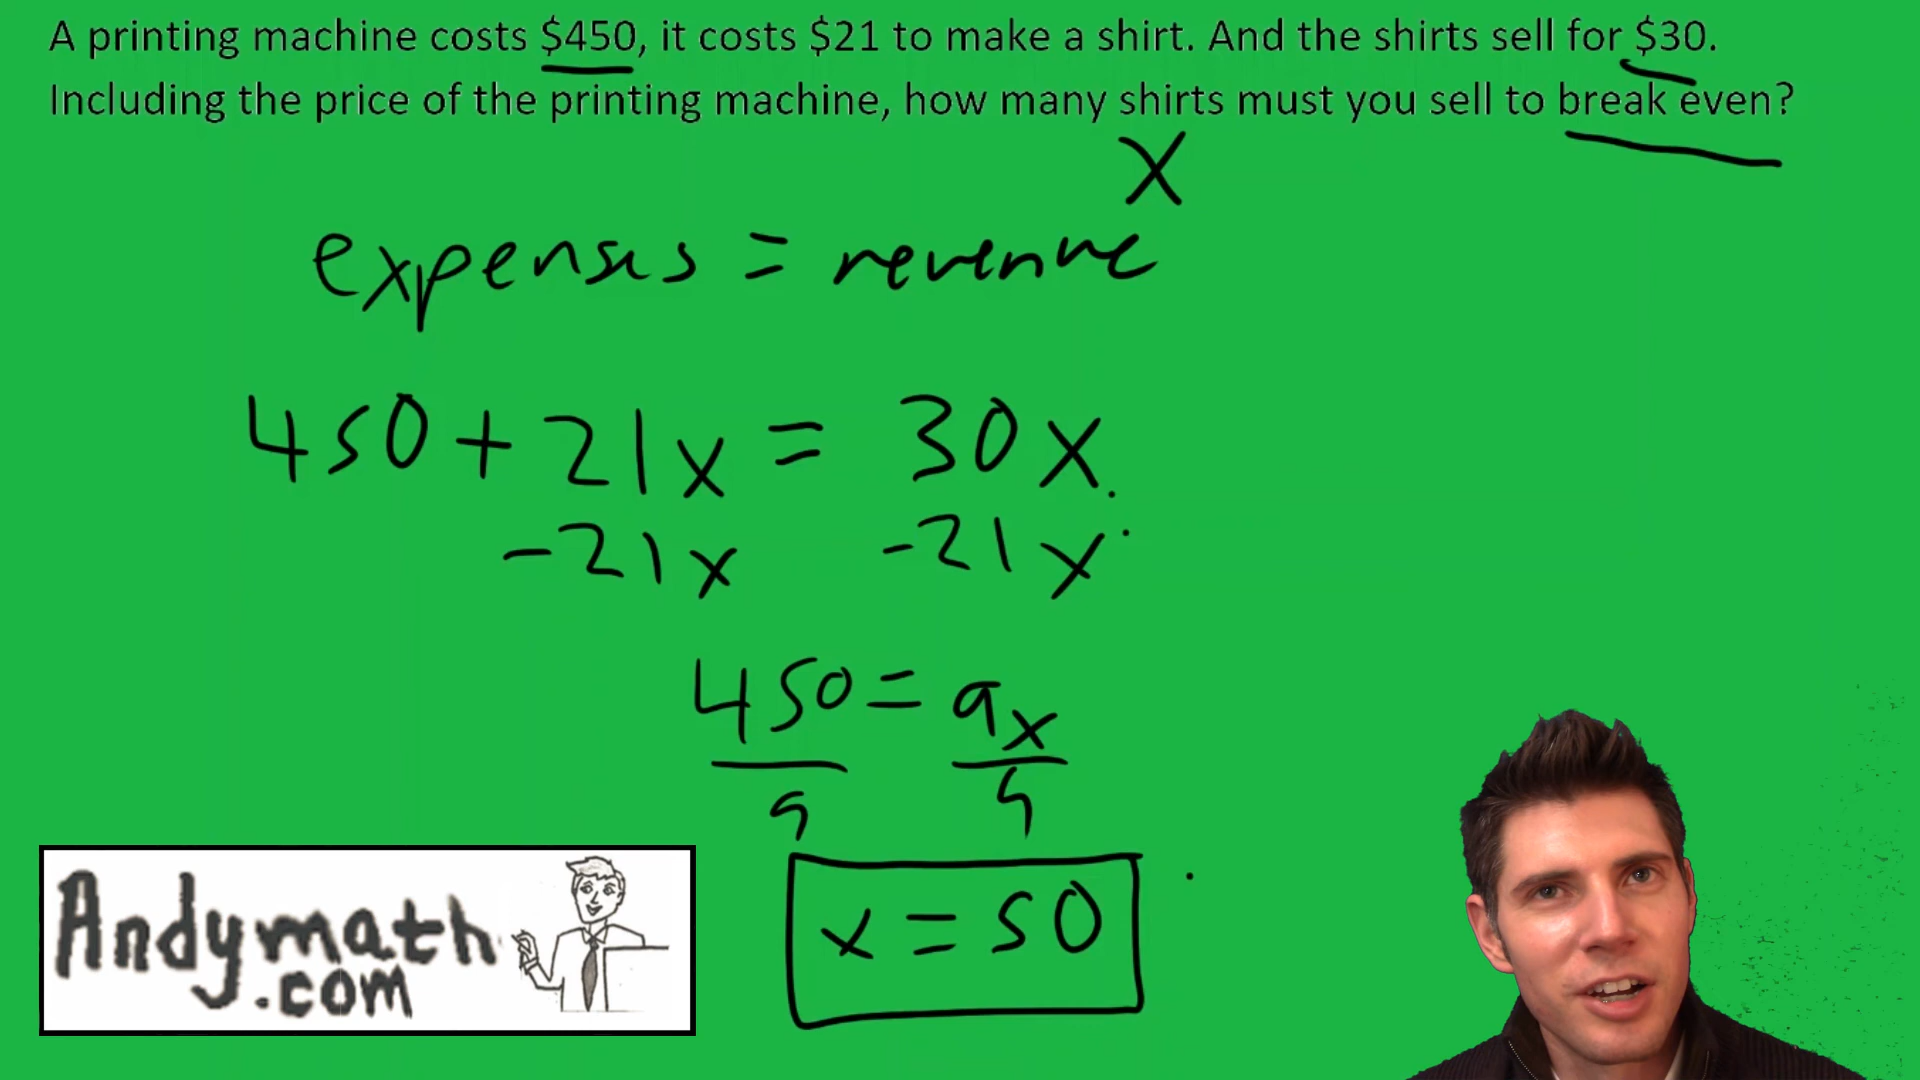 A printing machine costs $450, it costs $21 to make a shirt. And the shirts sell for $30.
Including the price of the printing machine, how many shirts must you sell to break even?
x
expenses = revenue
450 + 21x = 30x
-21x -21x
450 = 9x
9 9
x = 50
Andymath
.com